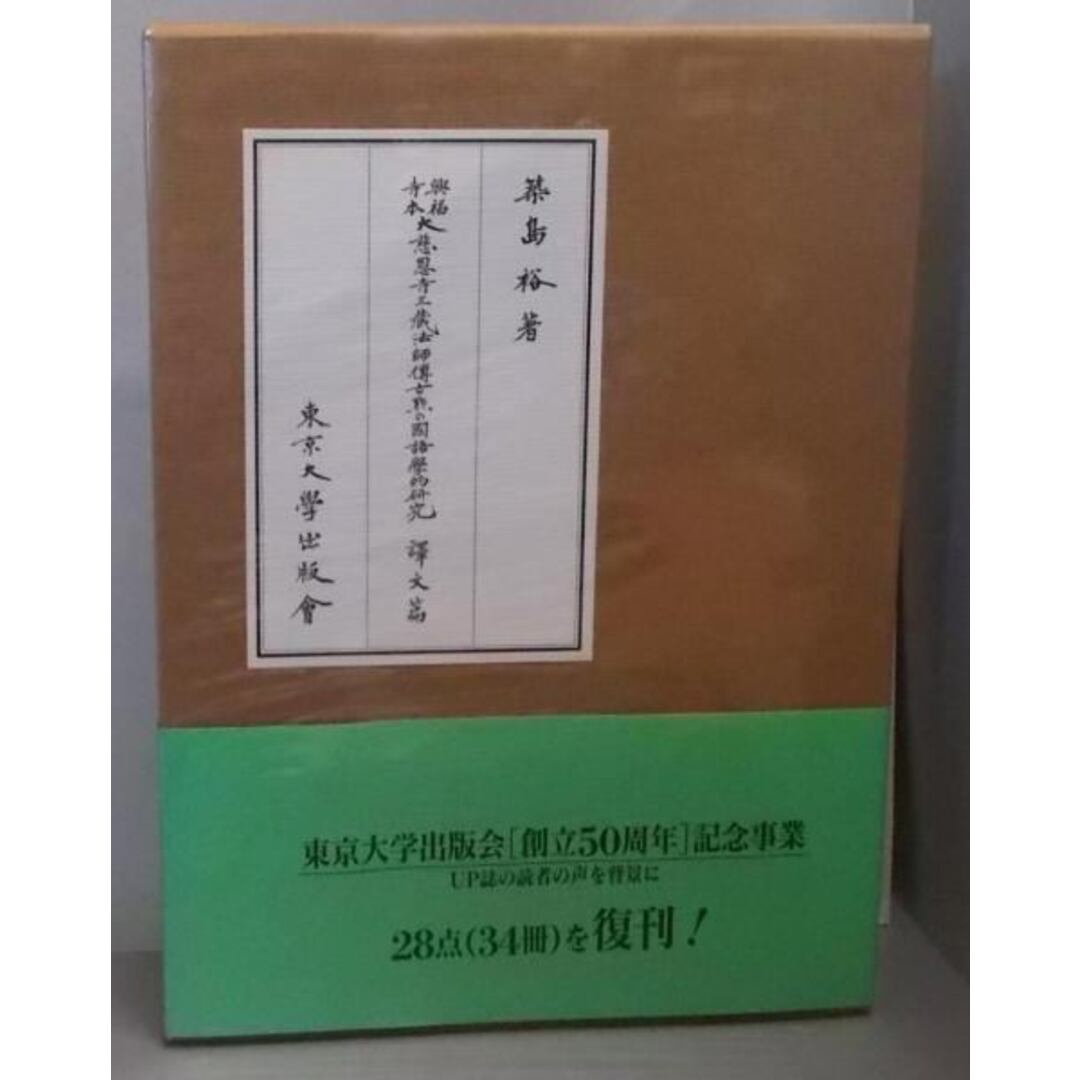 築島裕著
興福寺本大慈恩寺三蔵法師傳古點の國語學的研究 譯文篇
東京大學出版會
東京大学出版会[創立50周年]記念事業
UP誌の読者の声を背景に
28点(34冊)を復刊!